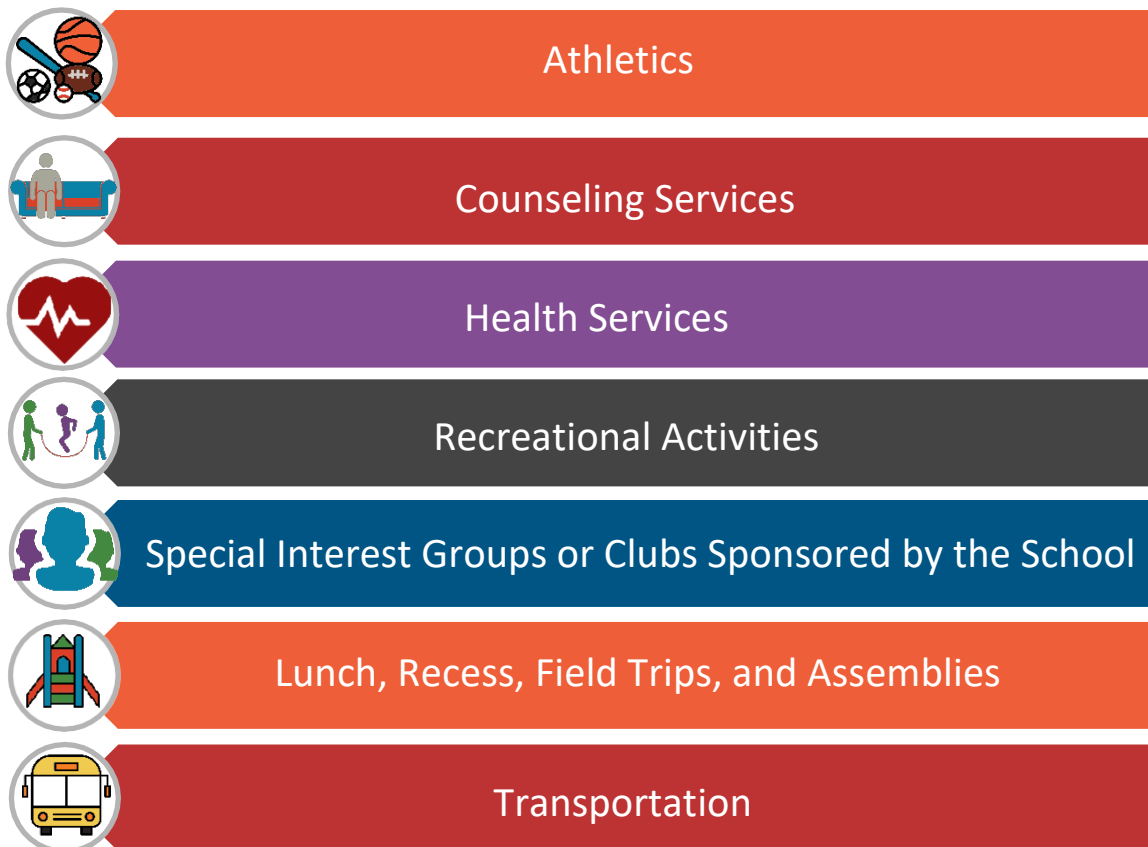 Athletics
Counseling Services
Health Services
Recreational Activities
Special Interest Groups or Clubs Sponsored by the School
Lunch, Recess, Field Trips, and Assemblies
Transportation